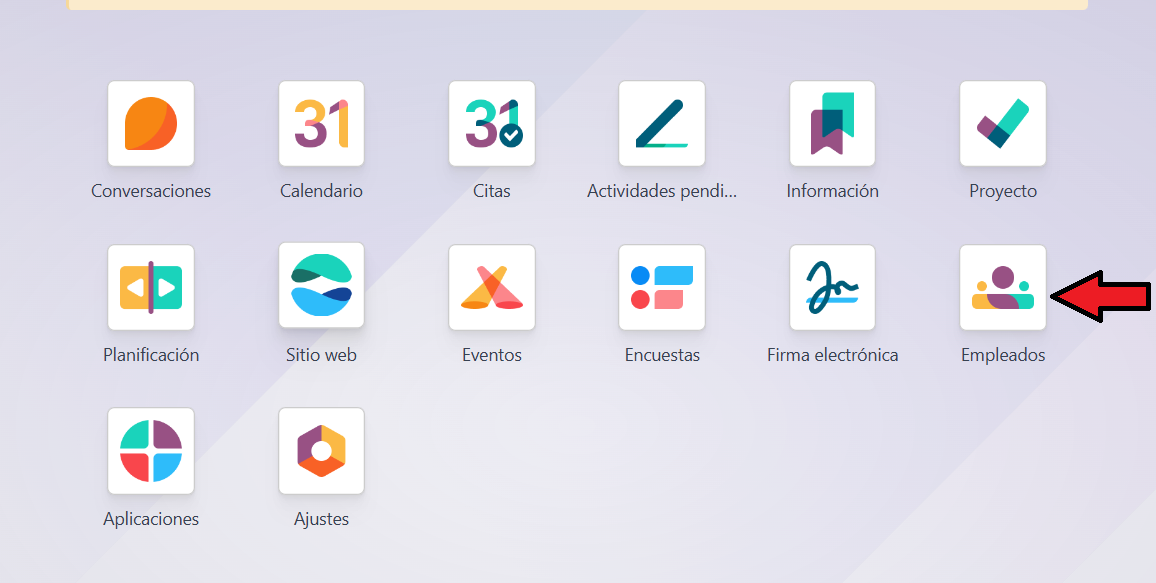 31
31
Conversaciones
Calendario
Citas
Actividades pendi...
Información
Proyecto
Planificación
Sitio web
Eventos
Encuestas
Firma electrónica
Empleados
Aplicaciones
Ajustes